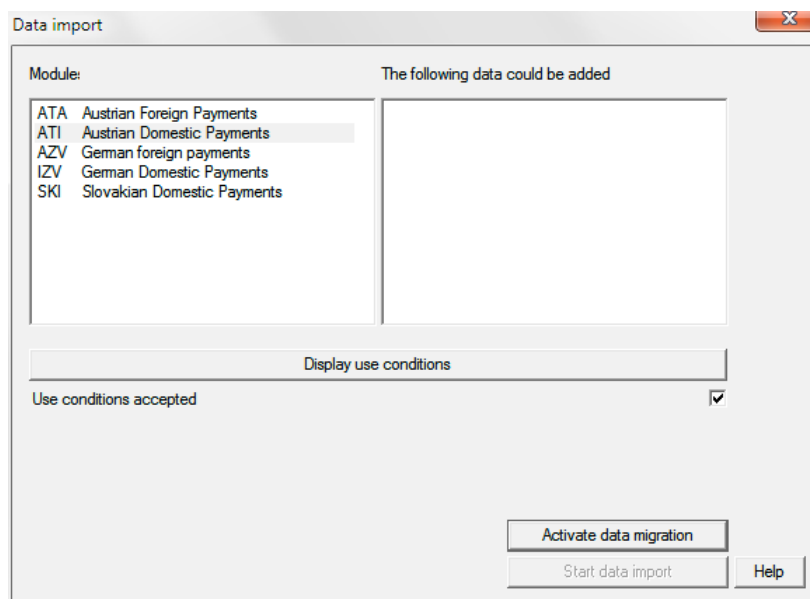 Data import
Module:
The following data could be added
ATA Austrian Foreign Payments
ATI Austrian Domestic Payments
AZV German foreign payments
IZV German Domestic Payments
SKI Slovakian Domestic Payments
Display use conditions
Use conditions accepted
Activate data migration
Start data import
Help